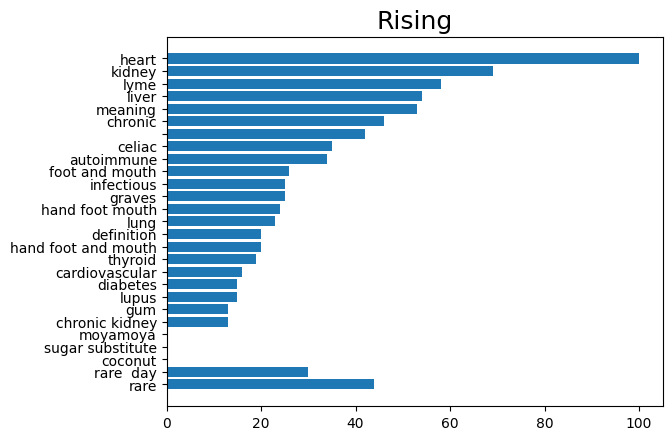 Rising
heart
kidney
lyme
liver
meaning
chronic
celiac
autoimmune
foot and mouth
infectious
graves
hand foot mouth
lung
definition
hand foot and mouth
thyroid
cardiovascular
diabetes
lupus
gum
chronic kidney
moyamoya
sugar substitute
coconut
rare  day
rare
0 20 40 60 80 100